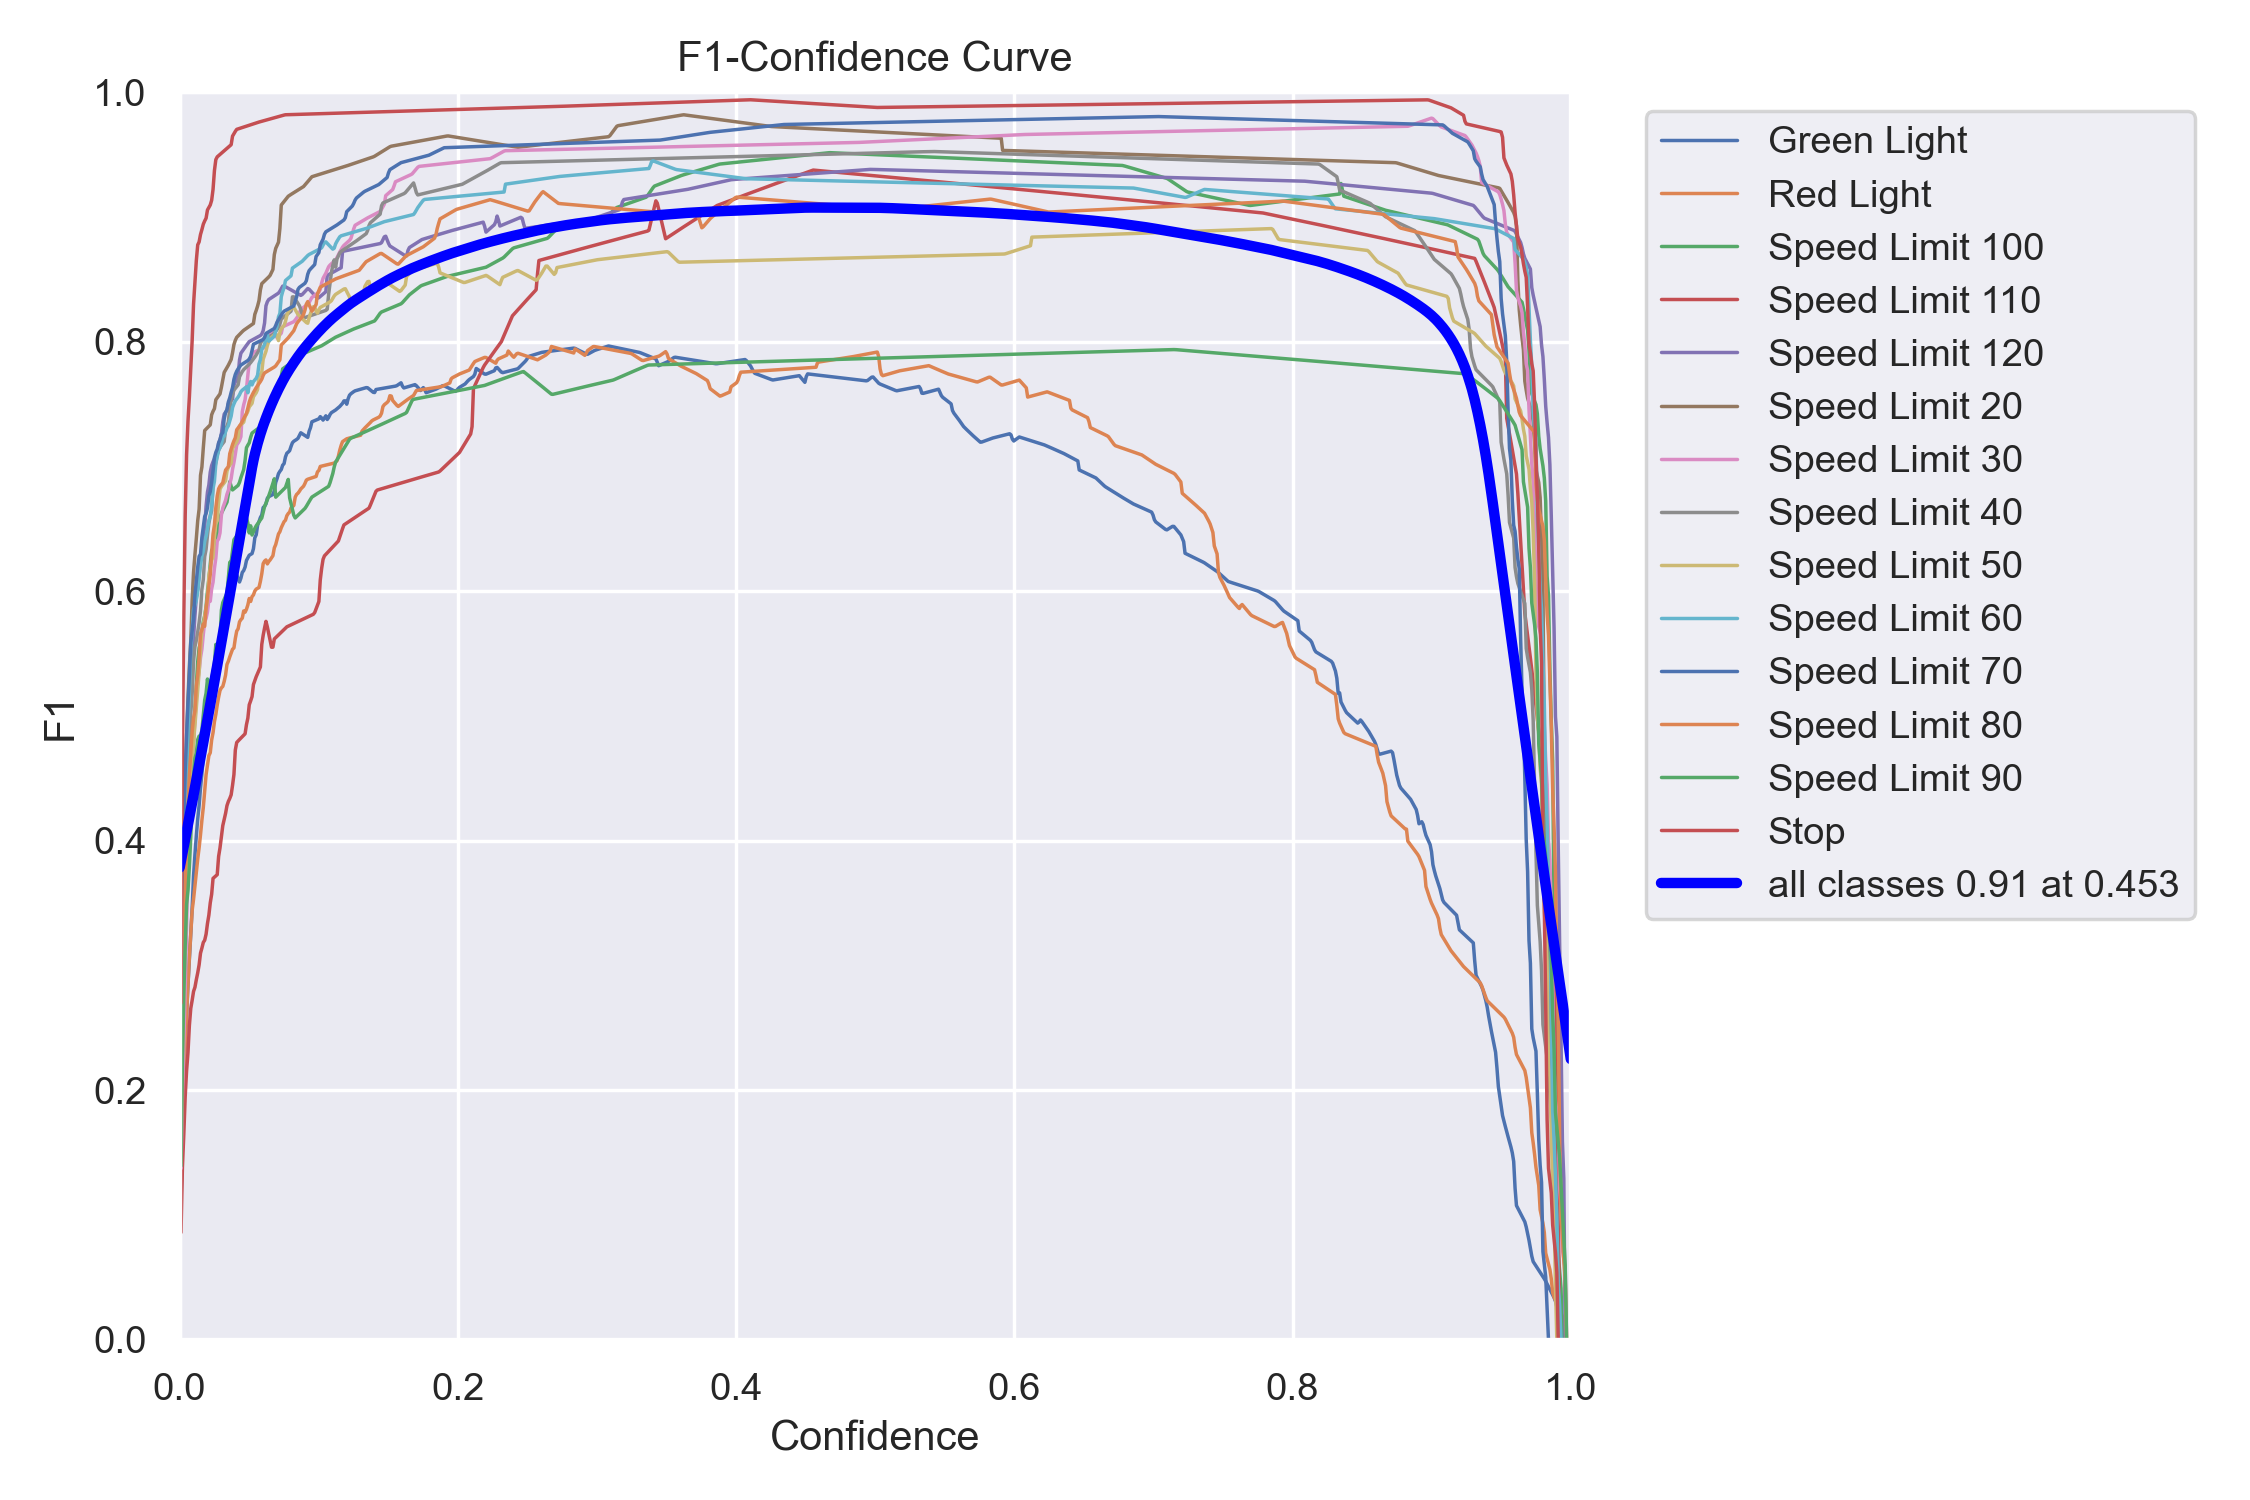 F1-Confidence Curve
1.0
0.8
0.6
0.4
0.2
0.0
F1
0.0 0.2 0.4 0.6 0.8 1.0
Confidence
Green Light
Red Light
Speed Limit 100
Speed Limit 110
Speed Limit 120
Speed Limit 20
Speed Limit 30
Speed Limit 40
Speed Limit 50
Speed Limit 60
Speed Limit 70
Speed Limit 80
Speed Limit 90
Stop
all classes 0.91 at 0.453